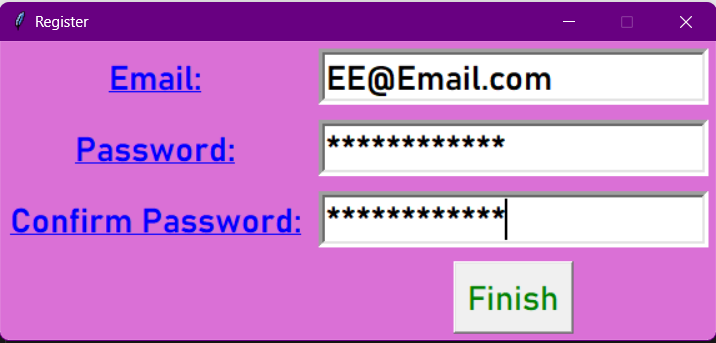 Register
Email: EE@Email.com
Password: ************
Confirm Password: ************
Finish